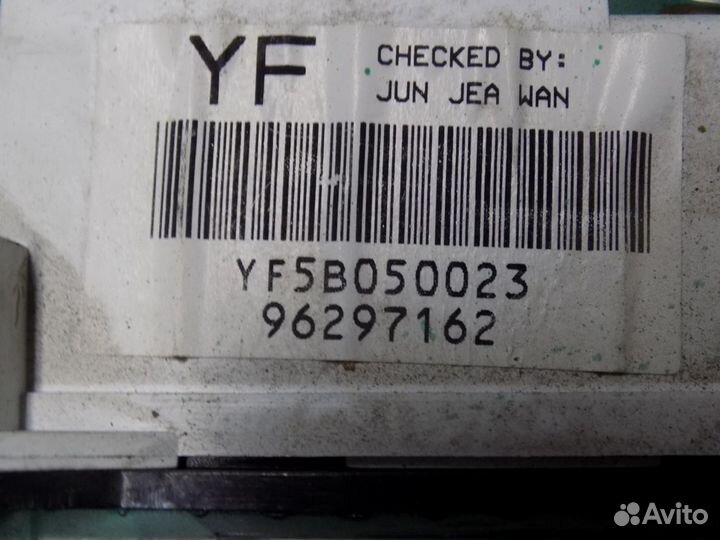 YF
CHECKED BY:
JUN JEA WAN
YF5B050023
96297162
Avito